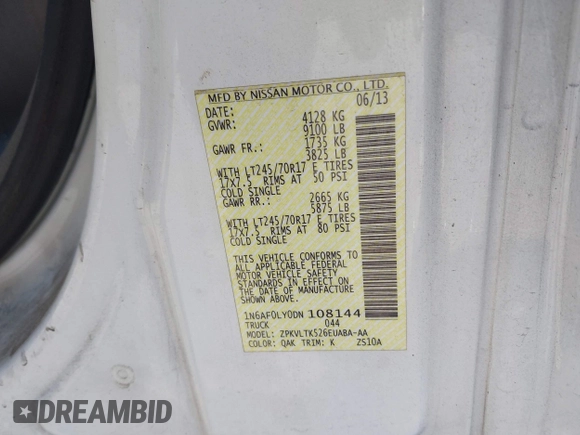 MFD BY NISSAN MOTOR CO., LTD.
DATE: 06/13
GVWR: 4128 KG
9100 LB
GAWR FR.: 1735 KG
3825 LB
WITH LT245/70R17 E TIRES
17X7.5 RIMS AT 50 PSI
COLD SINGLE
GAWR RR.: 2665 KG
5875 LB
WITH LT245/70R17 E TIRES
17X7.5 RIMS AT 80 PSI
COLD SINGLE
THIS VEHICLE CONFORMS TO
ALL APPLICABLE FEDERAL
MOTOR VEHICLE SAFETY
STANDARDS IN EFFECT ON
THE DATE OF MANUFACTURE
SHOWN ABOVE.
1N6AF0LY0DN 108144
TRUCK 044
MODEL: ZPKVLTK526EUABA-AA
COLOR: QAK TRIM: K ZS10A
DREAMBID